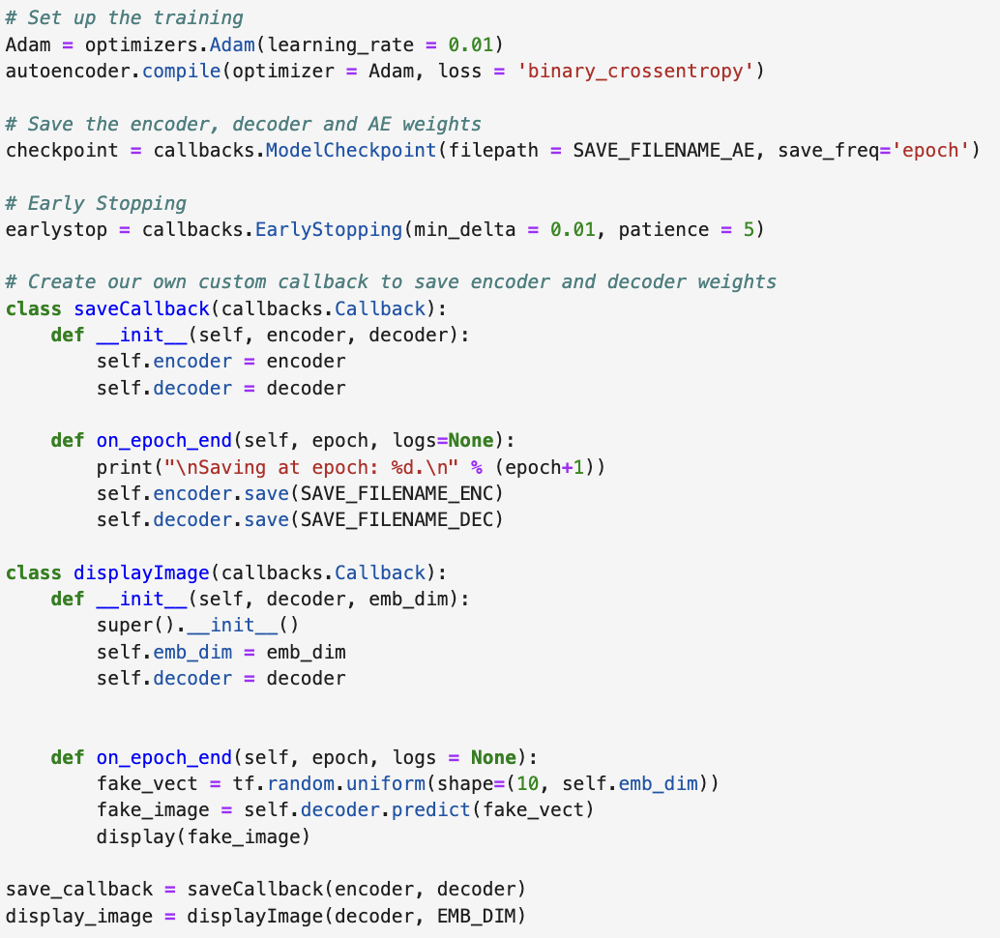 # Set up the training
Adam = optimizers.Adam(learning_rate = 0.01)
autoencoder.compile(optimizer = Adam, loss = 'binary_crossentropy')

# Save the encoder, decoder and AE weights
checkpoint = callbacks.ModelCheckpoint(filepath = SAVE_FILENAME_AE, save_freq='epoch')

# Early Stopping
earlystop = callbacks.EarlyStopping(min_delta = 0.01, patience = 5)

# Create our own custom callback to save encoder and decoder weights
class saveCallback(callbacks.Callback):
    def __init__(self, encoder, decoder):
        self.encoder = encoder
        self.decoder = decoder

    def on_epoch_end(self, epoch, logs=None):
        print("\nSaving at epoch: %d.\n" % (epoch+1))
        self.encoder.save(SAVE_FILENAME_ENC)
        self.decoder.save(SAVE_FILENAME_DEC)

class displayImage(callbacks.Callback):
    def __init__(self, decoder, emb_dim):
        super().__init__()
        self.emb_dim = emb_dim
        self.decoder = decoder


    def on_epoch_end(self, epoch, logs = None):
        fake_vect = tf.random.uniform(shape=(10, self.emb_dim))
        fake_image = self.decoder.predict(fake_vect)
        display(fake_image)

save_callback = saveCallback(encoder, decoder)
display_image = displayImage(decoder, EMB_DIM)